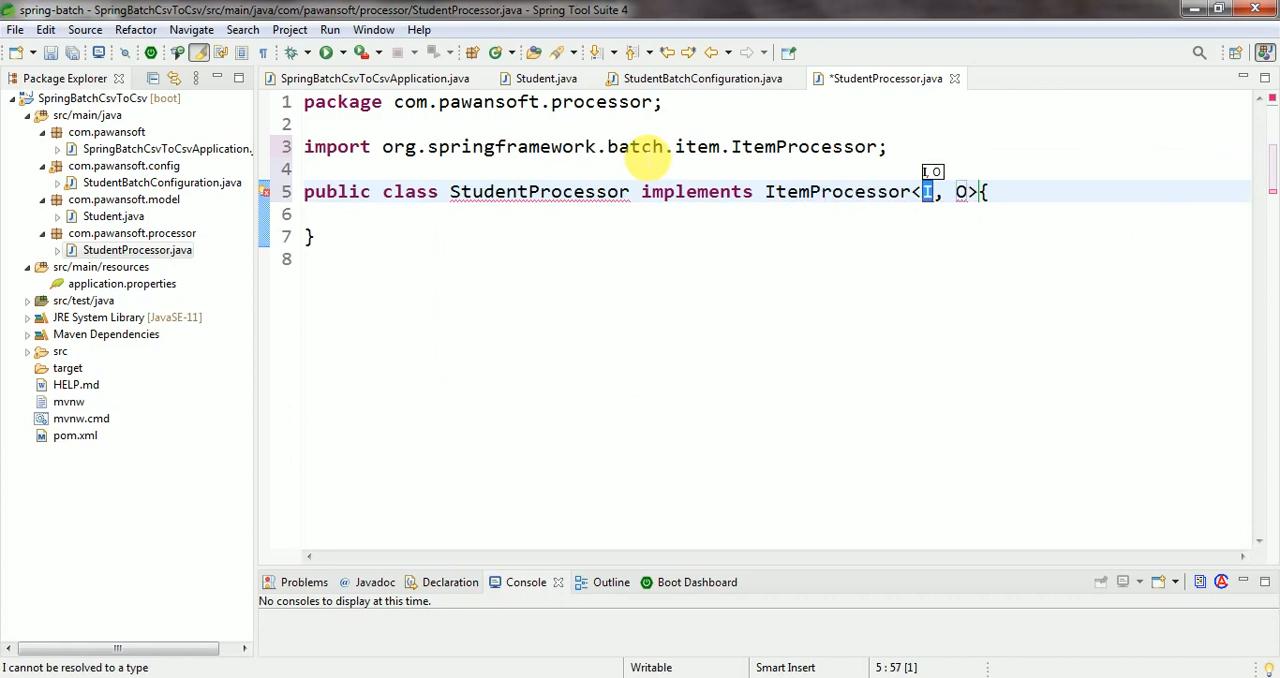 spring-batch - SpringBatchCsvToCsv/src/main/java/com/pawansoft/processor/StudentProcessor.java - Spring Tool Suite 4
File Edit Source Refactor Navigate Search Project Run Window Help
Package Explorer
SpringBatchCsvToCsvApplication.java
Student.java
StudentBatchConfiguration.java
*StudentProcessor.java
SpringBatchCsvToCsv [boot]
src/main/java
com.pawansoft
SpringBatchCsvToCsvApplication.
com.pawansoft.config
StudentBatchConfiguration.java
com.pawansoft.model
Student.java
com.pawansoft.processor
StudentProcessor.java
src/main/resources
application.properties
src/test/java
JRE System Library [JavaSE-11]
Maven Dependencies
src
target
HELP.md
mvnw
mvnw.cmd
pom.xml
1 package com.pawansoft.processor;
2
3 import org.springframework.batch.item.ItemProcessor;
4
I, O
5 public class StudentProcessor implements ItemProcessor<I, O>{
6
7 }
8
Problems @ Javadoc Declaration Console Outline Boot Dashboard
No consoles to display at this time.
I cannot be resolved to a type
Writable
Smart Insert
5 : 57 [1]